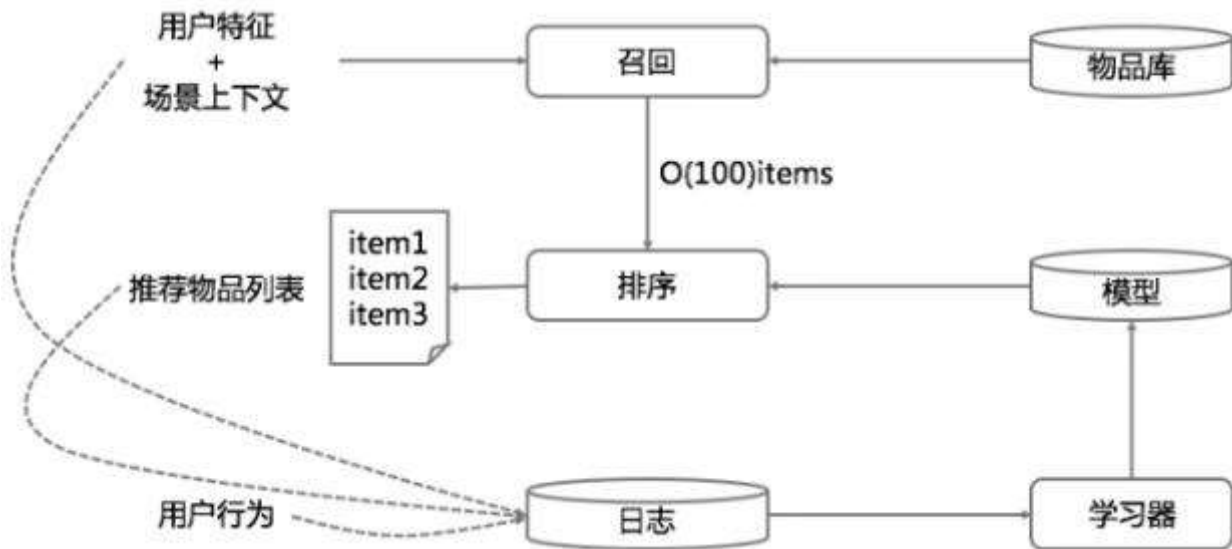 用户特征
+
场景上下文
召回
物品库
O(100)items
item1
item2
item3
推荐物品列表
排序
模型
用户行为
日志
学习器